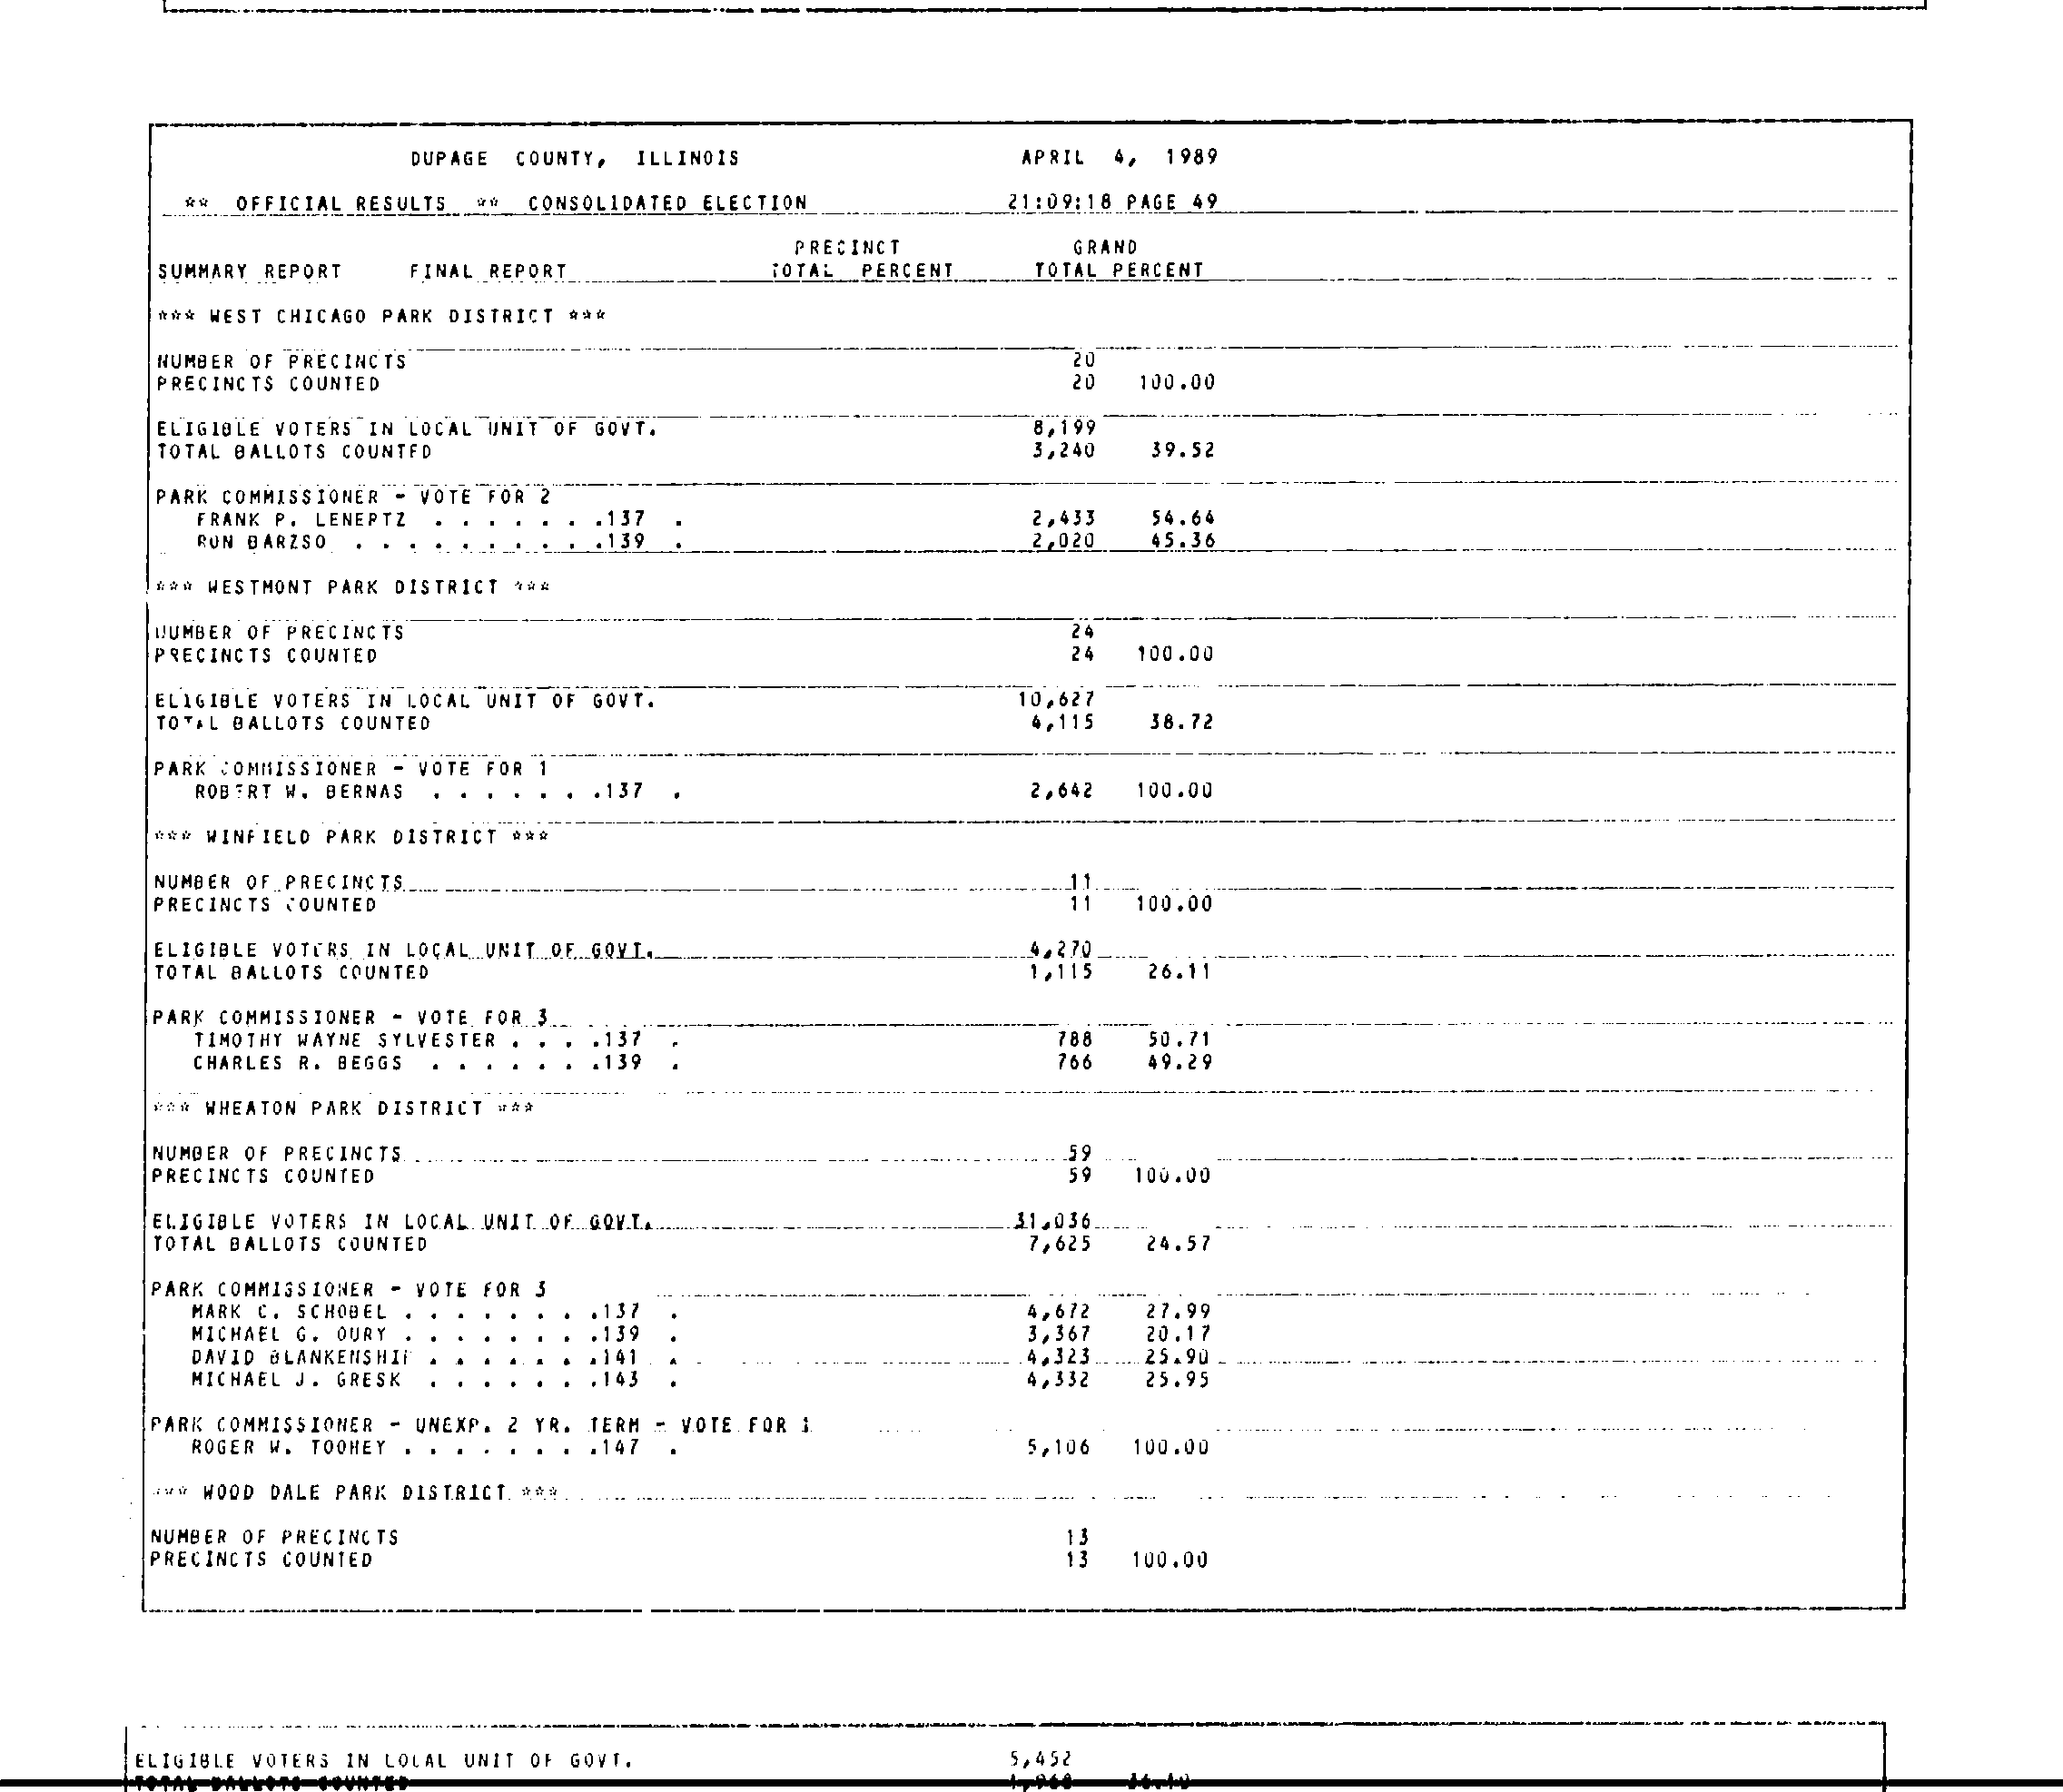 DUPAGE COUNTY, ILLINOIS APRIL 4, 1989
** OFFICIAL RESULTS ** CONSOLIDATED ELECTION 21:09:18 PAGE 49
PRECINCT GRAND
SUMMARY REPORT FINAL REPORT TOTAL PERCENT TOTAL PERCENT
*** WEST CHICAGO PARK DISTRICT ***
NUMBER OF PRECINCTS 20
PRECINCTS COUNTED 20 100.00
ELIGIBLE VOTERS IN LOCAL UNIT OF GOVT. 8,199
TOTAL BALLOTS COUNTED 3,240 39.52
PARK COMMISSIONER - VOTE FOR 2
FRANK P. LENERTZ . . . . . . .137 . 2,433 54.64
RON BARZSO . . . . . . . . . .139 . 2,020 45.36
*** WESTMONT PARK DISTRICT ***
NUMBER OF PRECINCTS 24
PRECINCTS COUNTED 24 100.00
ELIGIBLE VOTERS IN LOCAL UNIT OF GOVT. 10,627
TOTAL BALLOTS COUNTED 4,115 38.72
PARK COMMISSIONER - VOTE FOR 1
ROBERT W. BERNAS . . . . . . .137 . 2,642 100.00
*** WINFIELD PARK DISTRICT ***
NUMBER OF PRECINCTS 11
PRECINCTS COUNTED 11 100.00
ELIGIBLE VOTERS IN LOCAL UNIT OF GOVT. 4,270
TOTAL BALLOTS COUNTED 1,115 26.11
PARK COMMISSIONER - VOTE FOR 3
TIMOTHY WAYNE SYLVESTER . . . .137 . 788 50.71
CHARLES R. BEGGS . . . . . . .139 . 766 49.29
*** WHEATON PARK DISTRICT ***
NUMBER OF PRECINCTS 59
PRECINCTS COUNTED 59 100.00
ELIGIBLE VOTERS IN LOCAL UNIT OF GOVT. 31,036
TOTAL BALLOTS COUNTED 7,625 24.57
PARK COMMISSIONER - VOTE FOR 3
MARK C. SCHOBEL . . . . . . . .137 . 4,672 27.99
MICHAEL G. OURY . . . . . . . .139 . 3,367 20.17
DAVID BLANKENSHIP . . . . . . .141 . 4,323 25.90
MICHAEL J. GRESK . . . . . . .143 . 4,332 25.95
PARK COMMISSIONER - UNEXP. 2 YR. TERM - VOTE FOR 1
ROGER W. TOOHEY . . . . . . . .147 . 5,106 100.00
*** WOOD DALE PARK DISTRICT ***
NUMBER OF PRECINCTS 13
PRECINCTS COUNTED 13 100.00
ELIGIBLE VOTERS IN LOCAL UNIT OF GOVT. 5,452
TOTAL BALLOTS COUNTED